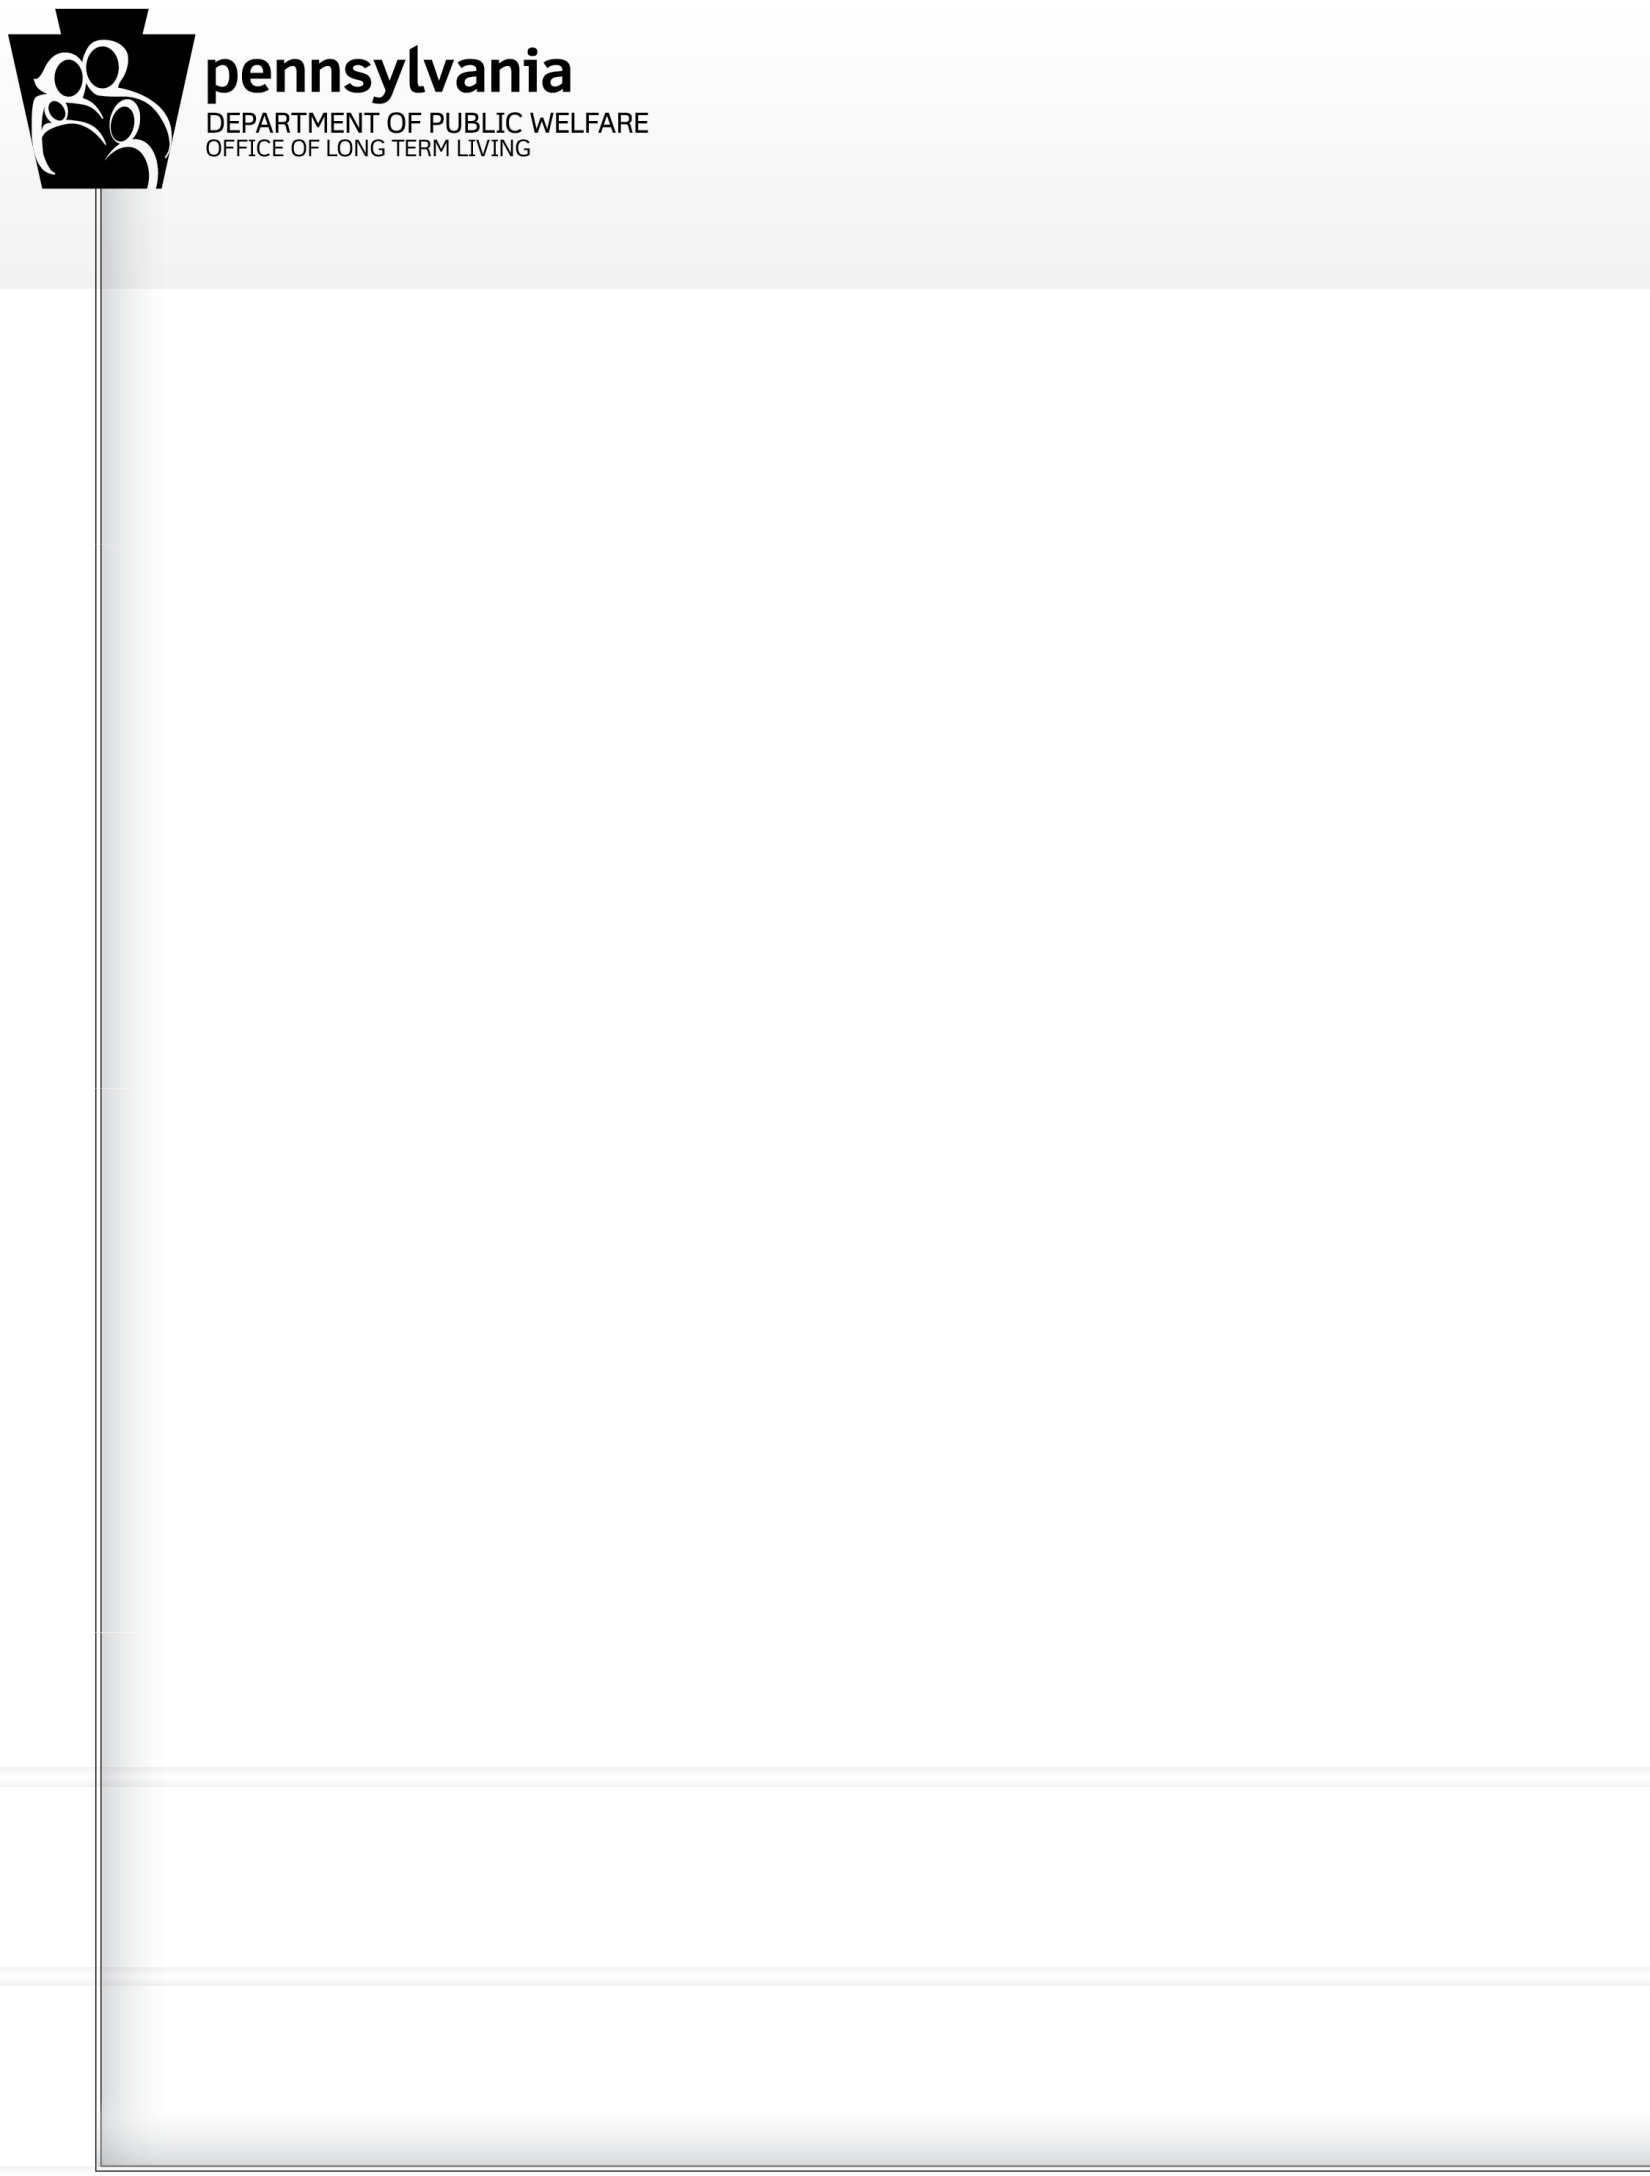 pennsylvania
DEPARTMENT OF PUBLIC WELFARE
OFFICE OF LONG TERM LIVING